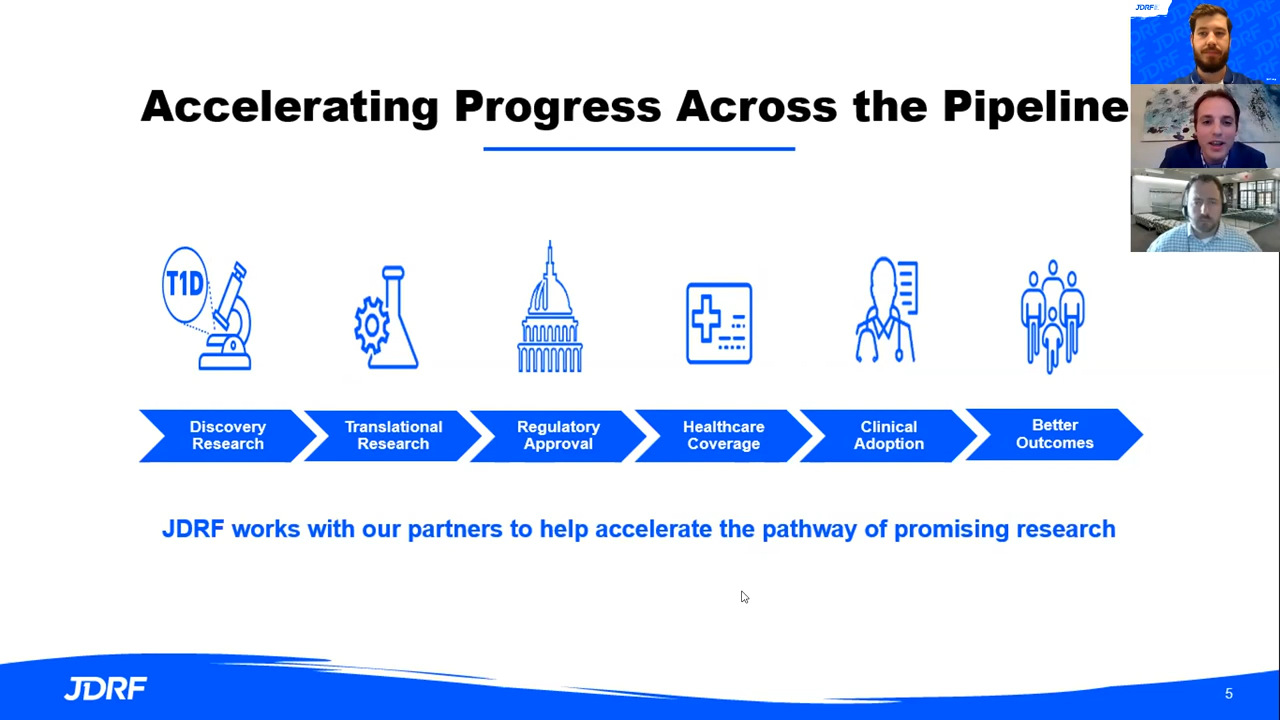 JDRF
Accelerating Progress Across the Pipeline
T1D
Discovery
Research
Translational
Research
Regulatory
Approval
Healthcare
Coverage
Clinical
Adoption
Better
Outcomes
JDRF works with our partners to help accelerate the pathway of promising research
JDRF
5